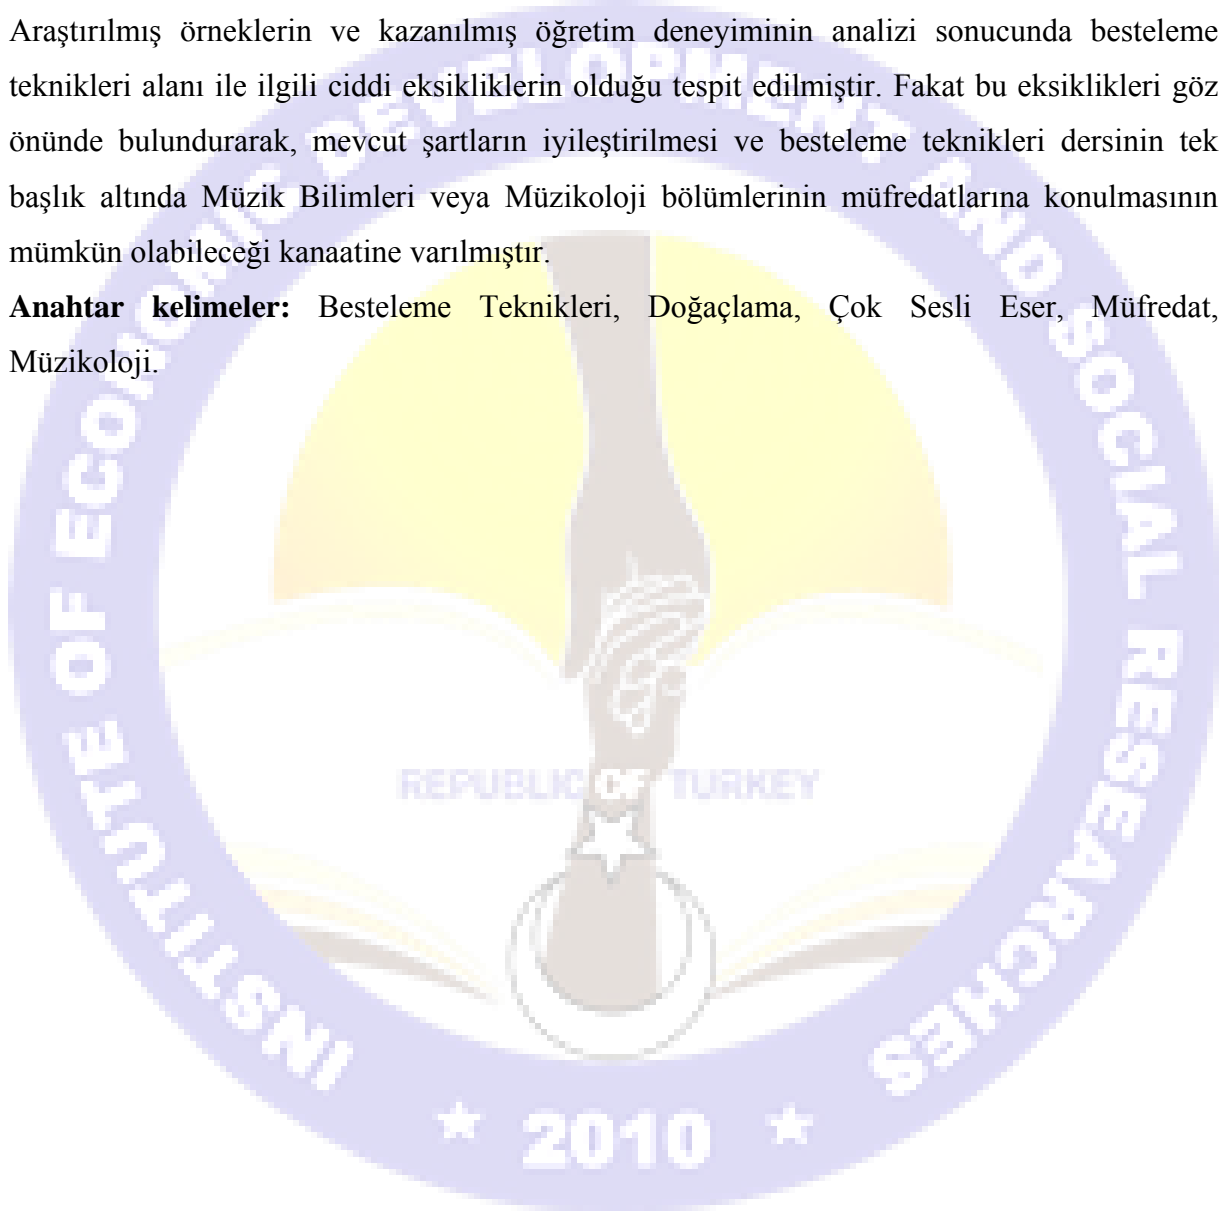 Araştırılmış örneklerin ve kazanılmış öğretim deneyiminin analizi sonucunda besteleme
teknikleri alanı ile ilgili ciddi eksikliklerin olduğu tespit edilmiştir. Fakat bu eksiklikleri göz
önünde bulundurarak, mevcut şartların iyileştirilmesi ve besteleme teknikleri dersinin tek
başlık altında Müzik Bilimleri veya Müzikoloji bölümlerinin müfredatlarına konulmasının
mümkün olabileceği kanaatine varılmıştır.
Anahtar kelimeler: Besteleme Teknikleri, Doğaçlama, Çok Sesli Eser, Müfredat,
Müzikoloji.
INSTITUTE OF ECONOMIC DEVELOPMENT AND SOCIAL RESEARCHES
REPUBLIC OF TURKEY
★ 2010 ★